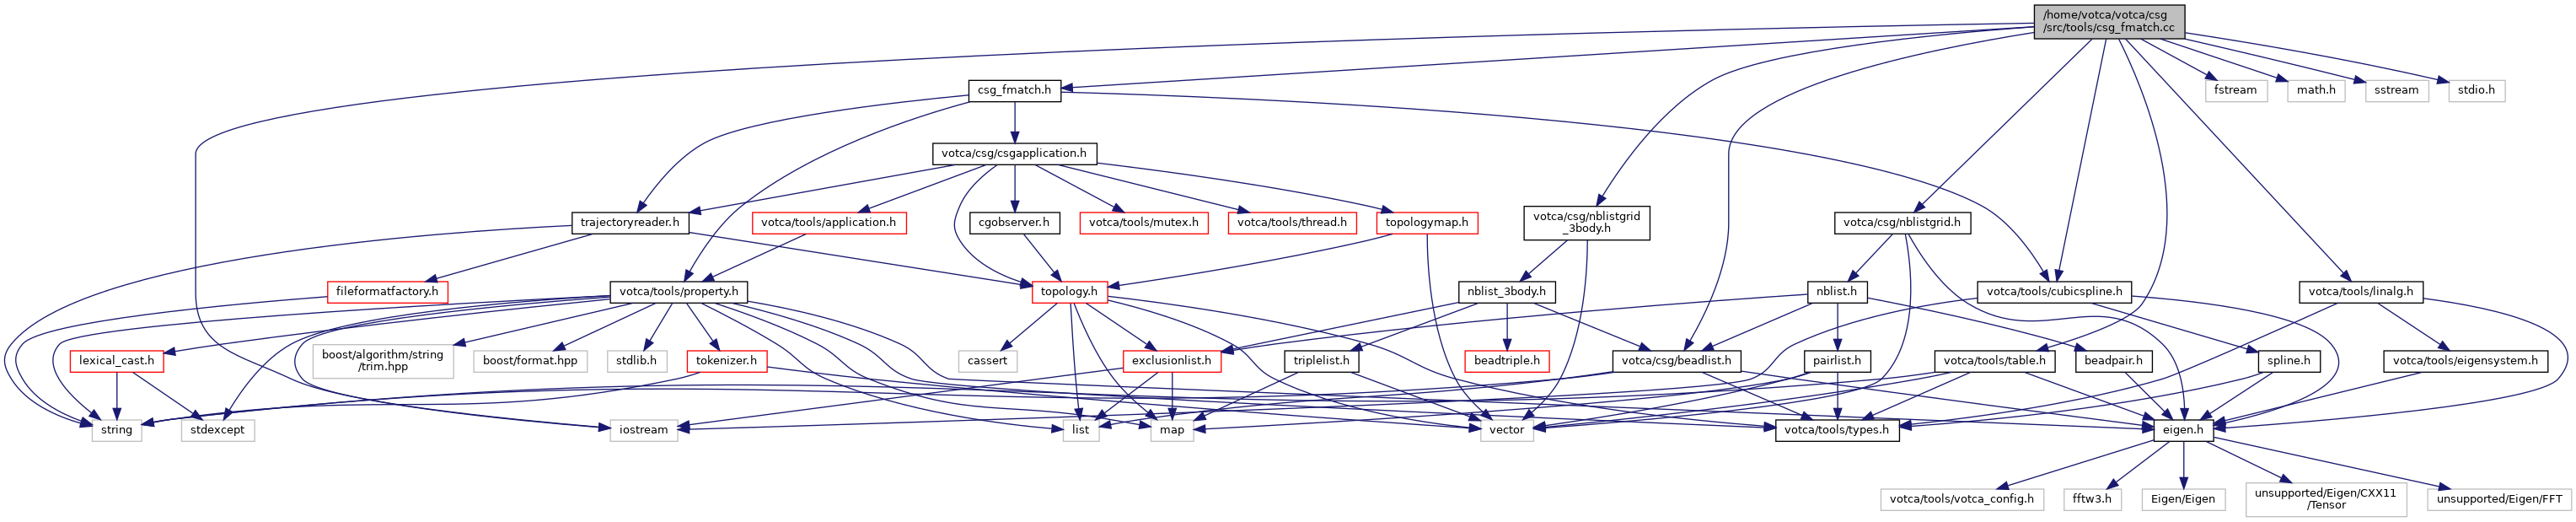 /home/votca/votca/csg
/src/tools/csg_fmatch.cc
csg_fmatch.h
fstream
math.h
sstream
stdio.h
votca/csg/csgapplication.h
trajectoryreader.h
votca/tools/application.h
cgobserver.h
votca/tools/mutex.h
votca/tools/thread.h
topologymap.h
votca/csg/nblistgrid
_3body.h
votca/csg/nblistgrid.h
fileformatfactory.h
votca/tools/property.h
topology.h
nblist_3body.h
nblist.h
votca/tools/cubicspline.h
votca/tools/linalg.h
lexical_cast.h
boost/algorithm/string
/trim.hpp
boost/format.hpp
stdlib.h
tokenizer.h
cassert
exclusionlist.h
triplelist.h
beadtriple.h
votca/csg/beadlist.h
pairlist.h
votca/tools/table.h
beadpair.h
spline.h
votca/tools/eigensystem.h
string
stdexcept
iostream
list
map
vector
votca/tools/types.h
eigen.h
votca/tools/votca_config.h
fftw3.h
Eigen/Eigen
unsupported/Eigen/CXX11
/Tensor
unsupported/Eigen/FFT